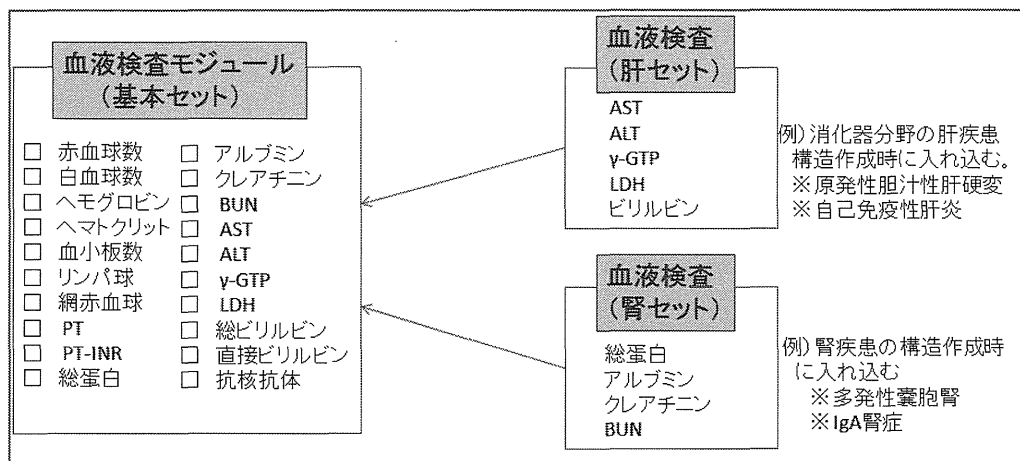 血液検査モジュール
（基本セット）
□ 赤血球数
□ 白血球数
□ ヘモグロビン
□ ヘマトクリット
□ 血小板数
□ リンパ球
□ 網赤血球
□ PT
□ PT-INR
□ 総蛋白
□ アルブミン
□ クレアチニン
□ BUN
□ AST
□ ALT
□ γ-GTP
□ LDH
□ 総ビリルビン
□ 直接ビリルビン
□ 抗核抗体
血液検査
（肝セット）
AST
ALT
γ-GTP
LDH
ビリルビン
例）消化器分野の肝疾患
構造作成時に入れ込む。
※原発性胆汁性肝硬変
※自己免疫性肝炎
血液検査
（腎セット）
総蛋白
アルブミン
クレアチニン
BUN
例）腎疾患の構造作成時
に入れ込む
※多発性嚢胞腎
※IgA腎症